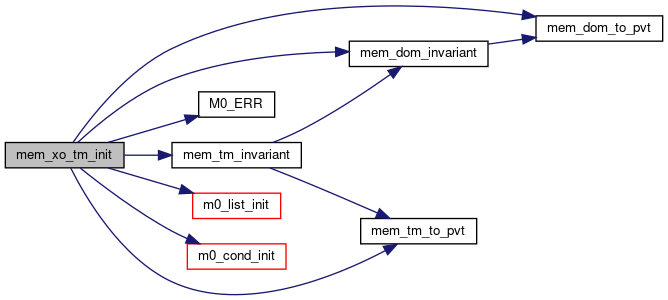 mem_dom_to_pvt
mem_dom_invariant
M0_ERR
mem_xo_tm_init
mem_tm_invariant
m0_list_init
mem_tm_to_pvt
m0_cond_init